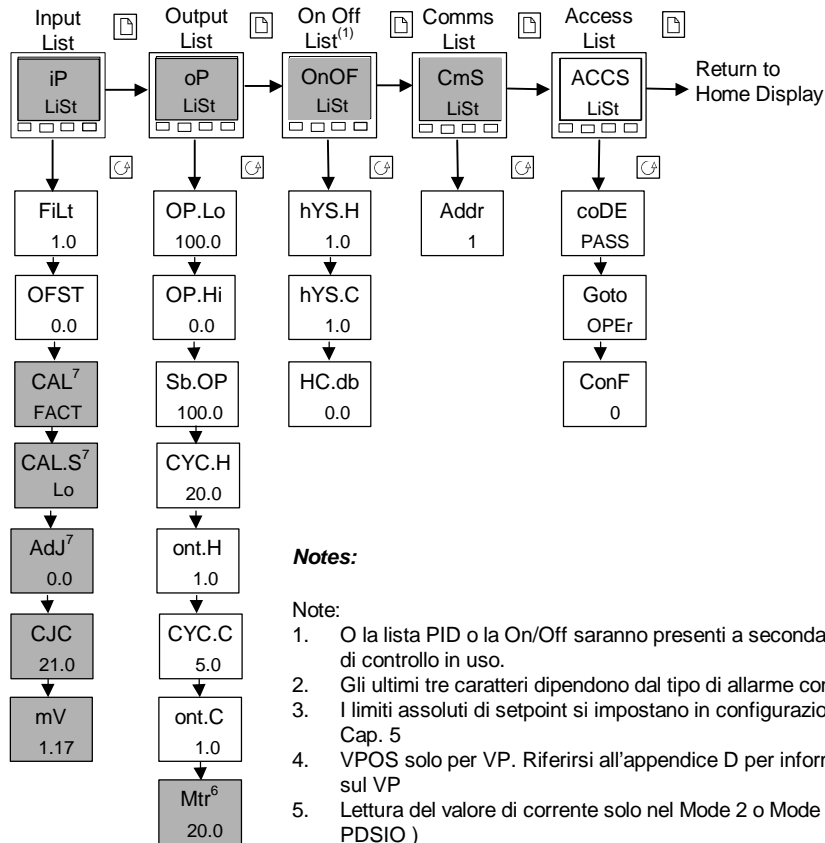 Input
List
Output
List
On Off
List(1)
Comms
List
Access
List
iP
LiSt
oP
LiSt
OnOF
LiSt
CmS
LiSt
ACCS
LiSt
Return to
Home Display
FiLt
1.0
OFST
0.0
CAL7
FACT
CAL.S7
Lo
AdJ7
0.0
CJC
21.0
mV
1.17
OP.Lo
100.0
OP.Hi
0.0
Sb.OP
100.0
CYC.H
20.0
ont.H
1.0
CYC.C
5.0
ont.C
1.0
Mtr6
20.0
hYS.H
1.0
hYS.C
1.0
HC.db
0.0
Addr
1
coDE
PASS
Goto
OPEr
ConF
0
Notes:
Note:
1. O la lista PID o la On/Off saranno presenti a seconda
di controllo in uso.
2. Gli ultimi tre caratteri dipendono dal tipo di allarme
3. I limiti assoluti di setpoint si impostano in
Cap. 5
4. VPOS solo per VP. Riferirsi all'appendice D per
sul VP
5. Lettura del valore di corrente solo nel Mode 2 o Mode
PDSIO )